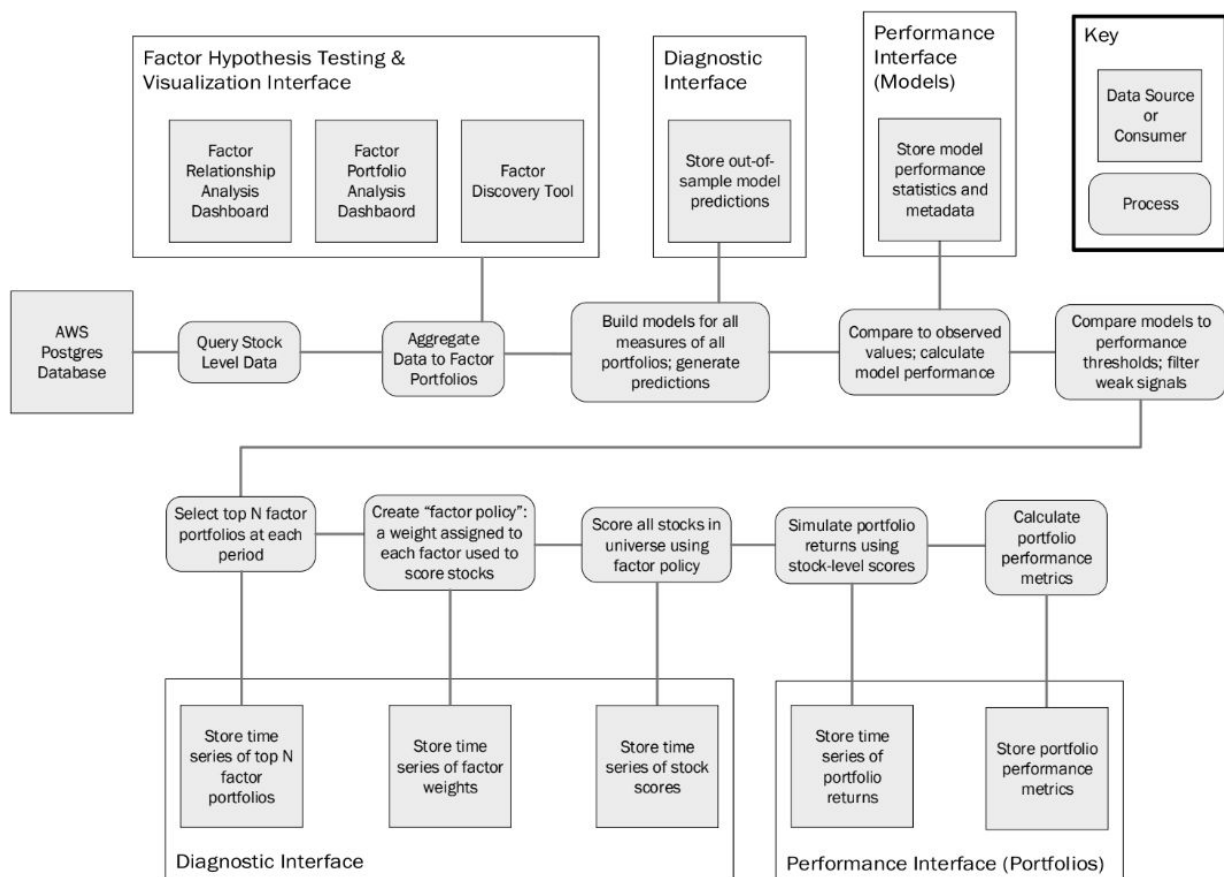 Factor Hypothesis Testing &
Visualization Interface
Factor
Relationship
Analysis
Dashboard
Factor
Portfolio
Analysis
Dashbaord
Factor
Discovery Tool
Diagnostic
Interface
Store out-of-
sample model
predictions
Performance
Interface
(Models)
Store model
performance
statistics and
metadata
Key
Data Source
or
Consumer
Process
AWS
Postgres
Database
Query Stock
Level Data
Aggregate
Data to Factor
Portfolios
Build models for all
measures of all
portfolios; generate
predictions
Compare to observed
values; calculate
model performance
Compare models to
performance
thresholds; filter
weak signals
Select top N factor
portfolios at each
period
Create “factor policy”:
a weight assigned to
each factor used to
score stocks
Score all stocks in
universe using
factor policy
Simulate portfolio
returns using
stock-level scores
Calculate
portfolio
performance
metrics
Store time
series of top N
factor
portfolios
Store time
series of factor
weights
Store time
series of stock
scores
Diagnostic Interface
Store time
series of
portfolio
returns
Store portfolio
performance
metrics
Performance Interface (Portfolios)